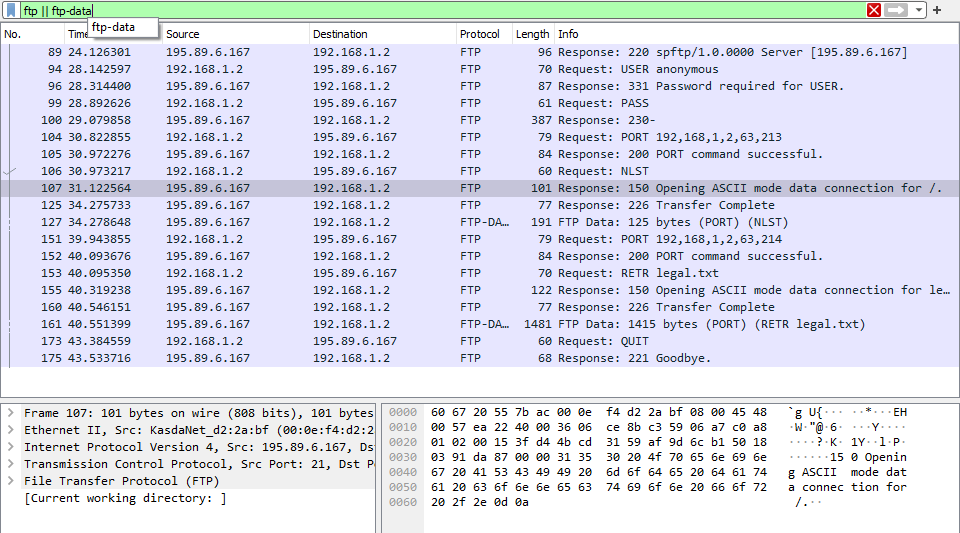 ftp || ftp-data
ftp-data
No. Time Source Destination Protocol Length Info
89 24.126301 195.89.6.167 192.168.1.2 FTP 96 Response: 220 spftp/1.0.0000 Server [195.89.6.167]
94 28.142597 192.168.1.2 195.89.6.167 FTP 70 Request: USER anonymous
96 28.314400 195.89.6.167 192.168.1.2 FTP 87 Response: 331 Password required for USER.
99 28.892626 192.168.1.2 195.89.6.167 FTP 61 Request: PASS
100 29.079858 195.89.6.167 192.168.1.2 FTP 387 Response: 230-
104 30.822855 192.168.1.2 195.89.6.167 FTP 79 Request: PORT 192,168,1,2,63,213
105 30.972276 195.89.6.167 192.168.1.2 FTP 84 Response: 200 PORT command successful.
106 30.973217 192.168.1.2 195.89.6.167 FTP 60 Request: NLST
107 31.122564 195.89.6.167 192.168.1.2 FTP 101 Response: 150 Opening ASCII mode data connection for /.
125 34.275733 195.89.6.167 192.168.1.2 FTP 77 Response: 226 Transfer Complete
127 34.278648 195.89.6.167 192.168.1.2 FTP-DA… 191 FTP Data: 125 bytes (PORT) (NLST)
151 39.943855 192.168.1.2 195.89.6.167 FTP 79 Request: PORT 192,168,1,2,63,214
152 40.093676 195.89.6.167 192.168.1.2 FTP 84 Response: 200 PORT command successful.
153 40.095350 192.168.1.2 195.89.6.167 FTP 70 Request: RETR legal.txt
155 40.319238 195.89.6.167 192.168.1.2 FTP 122 Response: 150 Opening ASCII mode data connection for le…
160 40.546151 195.89.6.167 192.168.1.2 FTP 77 Response: 226 Transfer Complete
161 40.551399 195.89.6.167 192.168.1.2 FTP-DA… 1481 FTP Data: 1415 bytes (PORT) (RETR legal.txt)
173 43.384559 192.168.1.2 195.89.6.167 FTP 60 Request: QUIT
175 43.533716 195.89.6.167 192.168.1.2 FTP 68 Response: 221 Goodbye.
Frame 107: 101 bytes on wire (808 bits), 101 bytes
Ethernet II, Src: KasdaNet_d2:2a:bf (00:0e:f4:d2:2
Internet Protocol Version 4, Src: 195.89.6.167, Ds
Transmission Control Protocol, Src Port: 21, Dst P
File Transfer Protocol (FTP)
[Current working directory: ]
0000 60 67 20 55 7b ac 00 0e f4 d2 2a bf 08 00 45 48 `g U{··· ··*···EH
0010 00 57 ea 22 40 00 36 06 ce 8b c3 59 06 a7 c0 a8 ·W·"@·6· ···Y····
0020 01 02 00 15 3f d4 4b cd 31 59 af 9d 6c b1 50 18 ····?·K· 1Y··l·P·
0030 03 91 da 87 00 00 31 35 30 20 4f 70 65 6e 69 6e ······15 0 Openin
0040 67 20 41 53 43 49 49 20 6d 6f 64 65 20 64 61 74 g ASCII mode dat
0050 61 20 63 6f 6e 6e 65 63 74 69 6f 6e 20 66 6f 72 a connec tion for
0060 20 2f 2e 0d 0a /.··